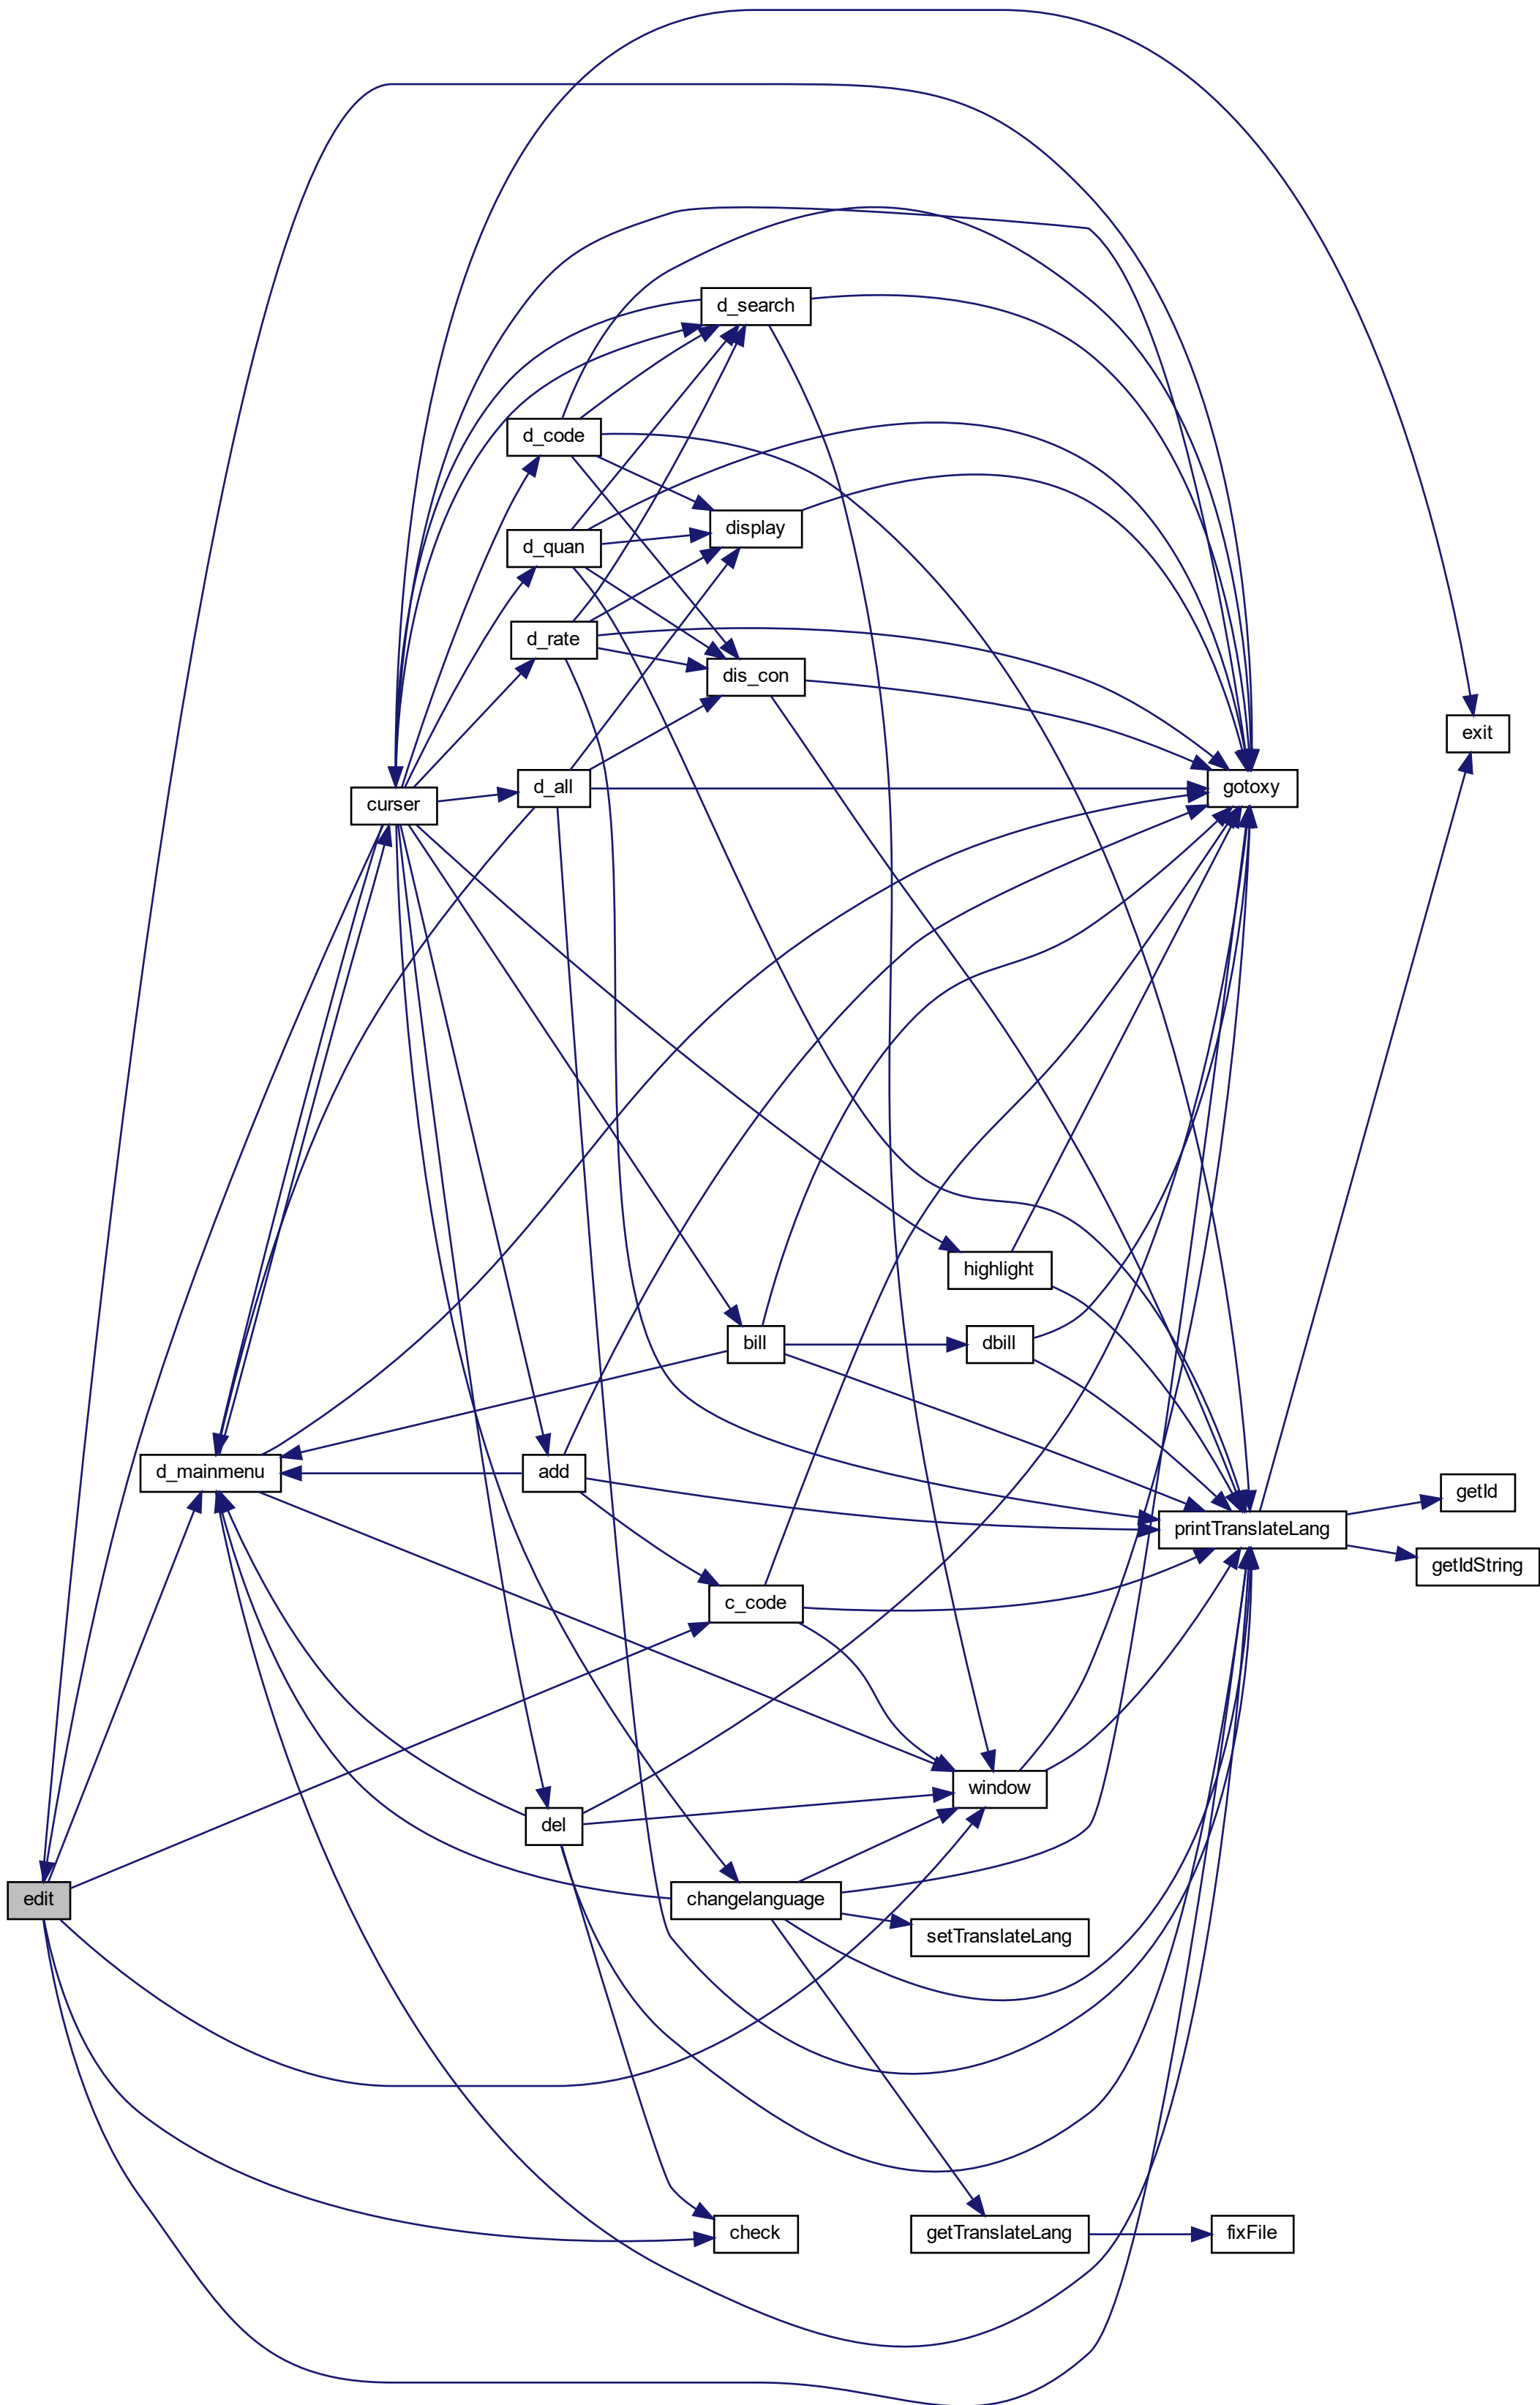 d_search
d_code
display
d_quan
d_rate
dis_con
exit
d_all
gotoxy
curser
highlight
bill
dbill
d_mainmenu
add
getId
printTranslateLang
getIdString
c_code
window
del
edit
changelanguage
setTranslateLang
check
getTranslateLang
fixFile